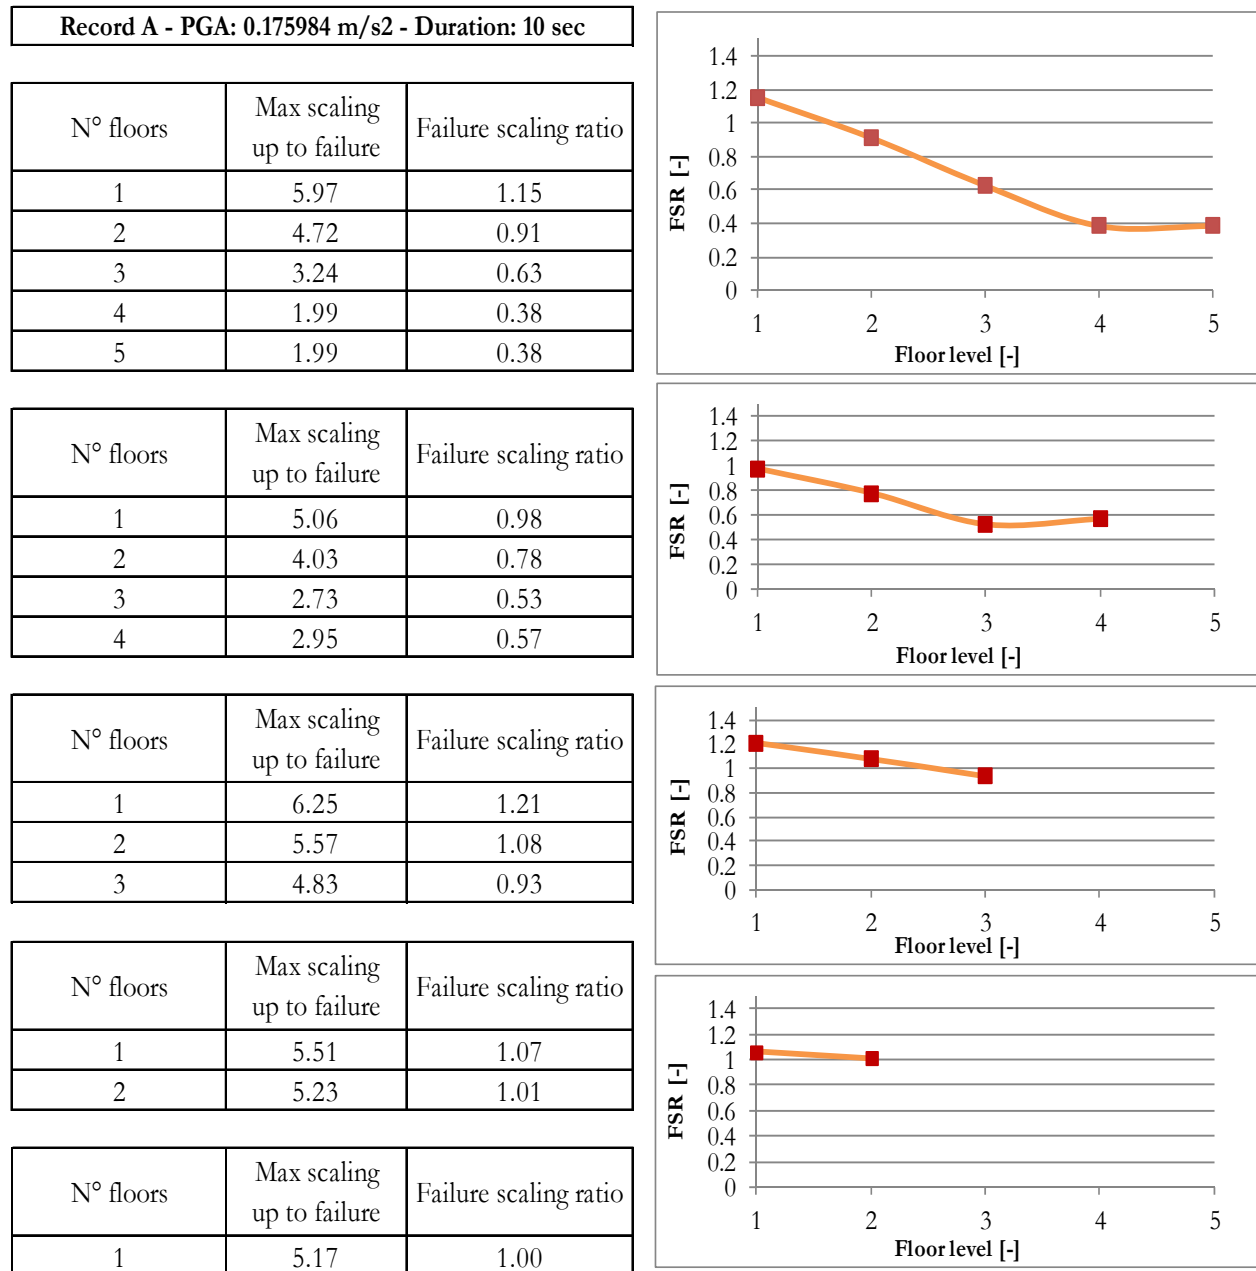 Record A - PGA: 0.175984 m/s2 - Duration: 10 sec
N° floors Max scaling up to failure Failure scaling ratio
1 5.97 1.15
2 4.72 0.91
3 3.24 0.63
4 1.99 0.38
5 1.99 0.38
1.4
1.2
1
0.8
0.6
0.4
0.2
0
FSR [-]
1 2 3 4 5
Floor level [-]
N° floors Max scaling up to failure Failure scaling ratio
1 5.06 0.98
2 4.03 0.78
3 2.73 0.53
4 2.95 0.57
1.4
1.2
1
0.8
0.6
0.4
0.2
0
FSR [-]
1 2 3 4 5
Floor level [-]
N° floors Max scaling up to failure Failure scaling ratio
1 6.25 1.21
2 5.57 1.08
3 4.83 0.93
1.4
1.2
1
0.8
0.6
0.4
0.2
0
FSR [-]
1 2 3 4 5
Floor level [-]
N° floors Max scaling up to failure Failure scaling ratio
1 5.51 1.07
2 5.23 1.01
1.4
1.2
1
0.8
0.6
0.4
0.2
0
FSR [-]
1 2 3 4 5
Floor level [-]
N° floors Max scaling up to failure Failure scaling ratio
1 5.17 1.00